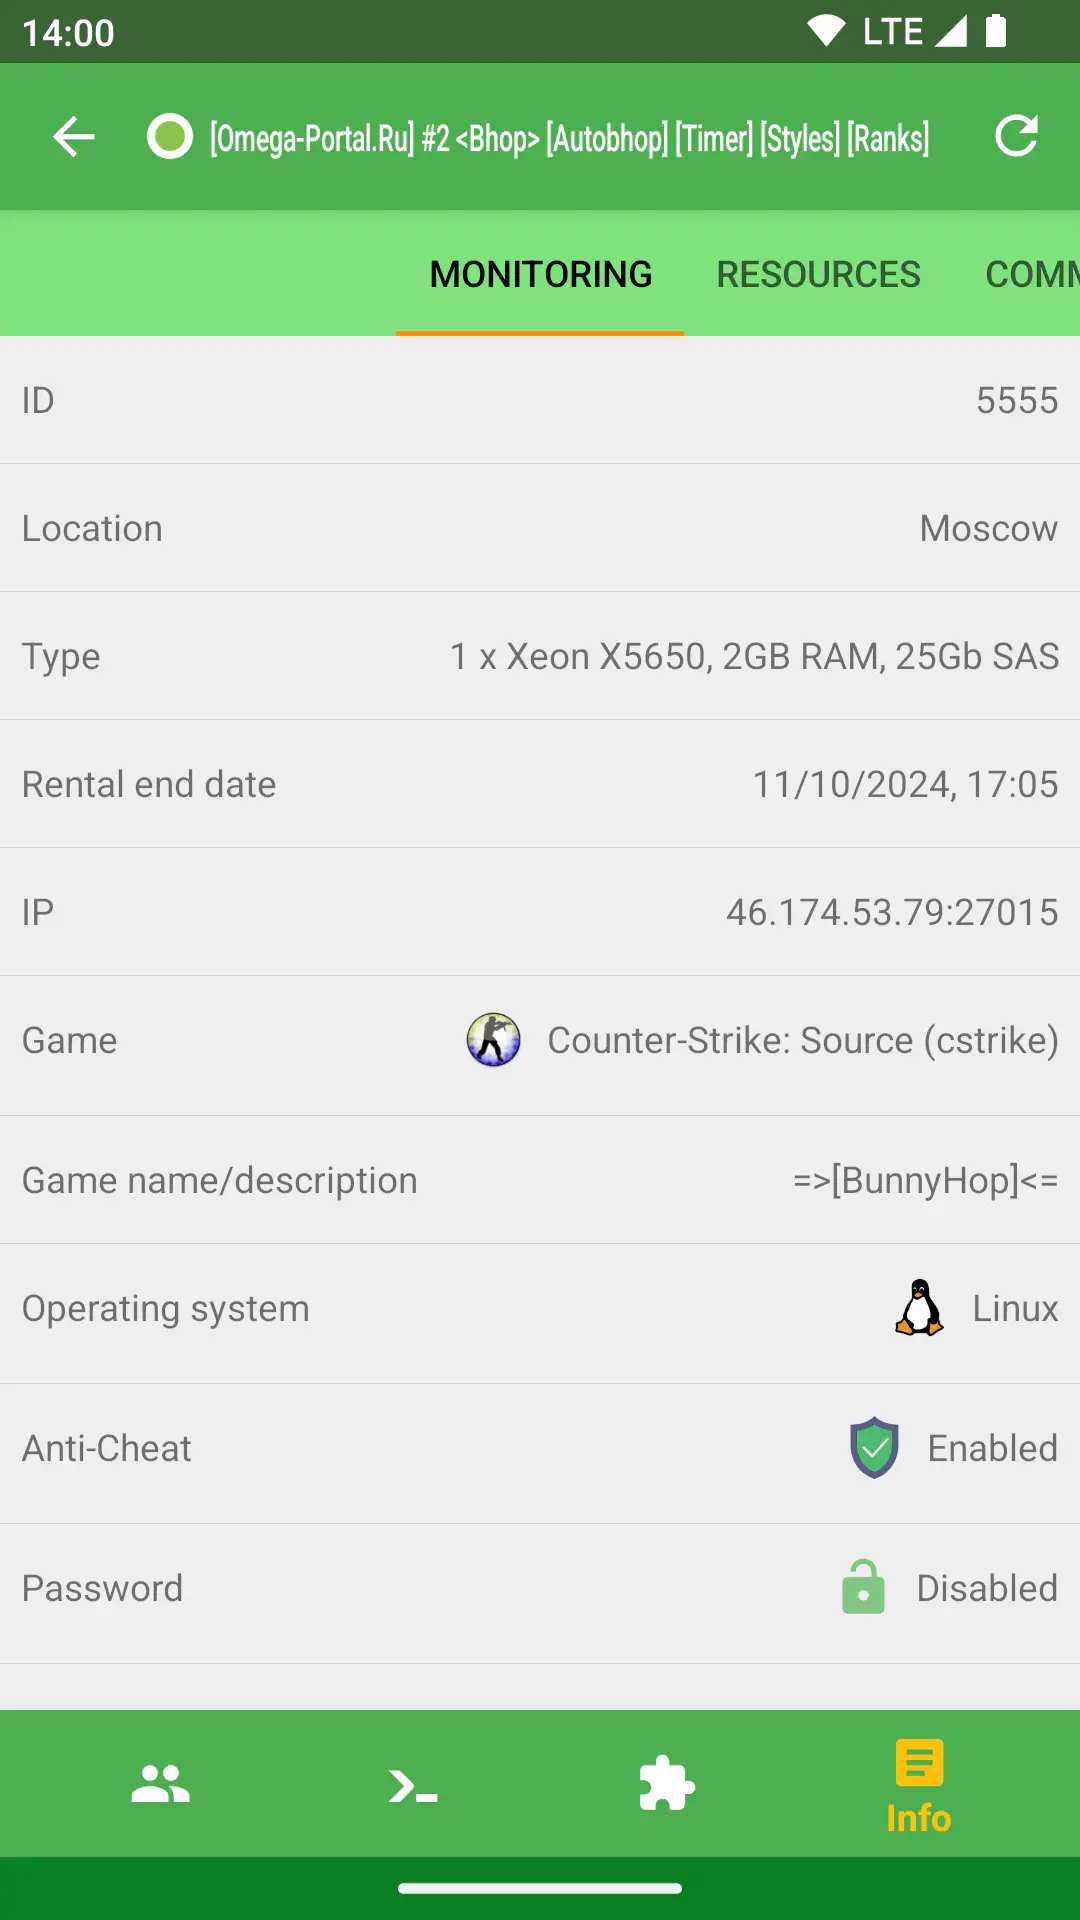 14:00 LTE
[Omega-Portal.Ru] #2 <Bhop> [Autobhop] [Timer] [Styles] [Ranks]
MONITORING RESOURCES COMM
ID 5555
Location Moscow
Type 1 x Xeon X5650, 2GB RAM, 25Gb SAS
Rental end date 11/10/2024, 17:05
IP 46.174.53.79:27015
Game Counter-Strike: Source (cstrike)
Game name/description =>[BunnyHop]<=
Operating system Linux
Anti-Cheat Enabled
Password Disabled
Info